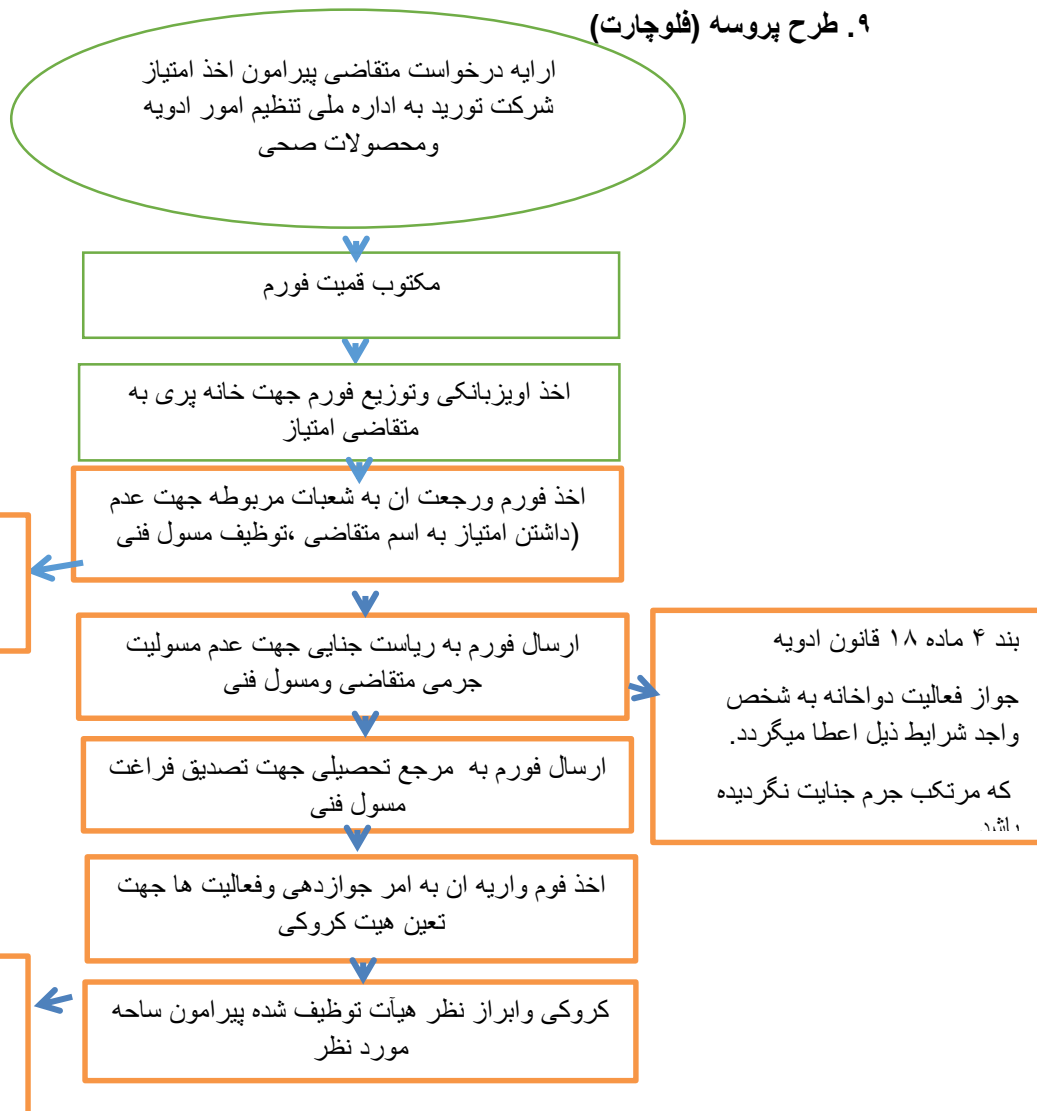 ۹. طرح پروسه (فلوچارت)
ارایه درخواست متقاضی پیرامون اخذ امتیاز
شرکت تورید به اداره ملی تنظیم امور ادویه
ومحصولات صحی
مکتوب قمیت فورم
اخذ اویزبانکی وتوزیع فورم جهت خانه پری به
متقاضی امتیاز
اخذ فورم ورجعت ان به شعبات مربوطه جهت عدم
(داشتن امتیاز به اسم متقاضی ،توظیف مسول فنی
ارسال فورم به ریاست جنایی جهت عدم مسولیت
جرمی متقاضی ومسول فنی
بند ۴ ماده ۱۸ قانون ادویه
جواز فعالیت دواخانه به شخص
واجد شرایط ذیل اعطا میگردد.
که مرتکب جرم جنایت نگردیده
باشد
ارسال فورم به مرجع تحصیلی جهت تصدیق فراغت
مسول فنی
اخذ فوم واریه ان به امر جوازدهی وفعالیت ها جهت
تعین هیت کروکی
کروکی وابراز نظر هیآت توظیف شده پیرامون ساحه
مورد نظر